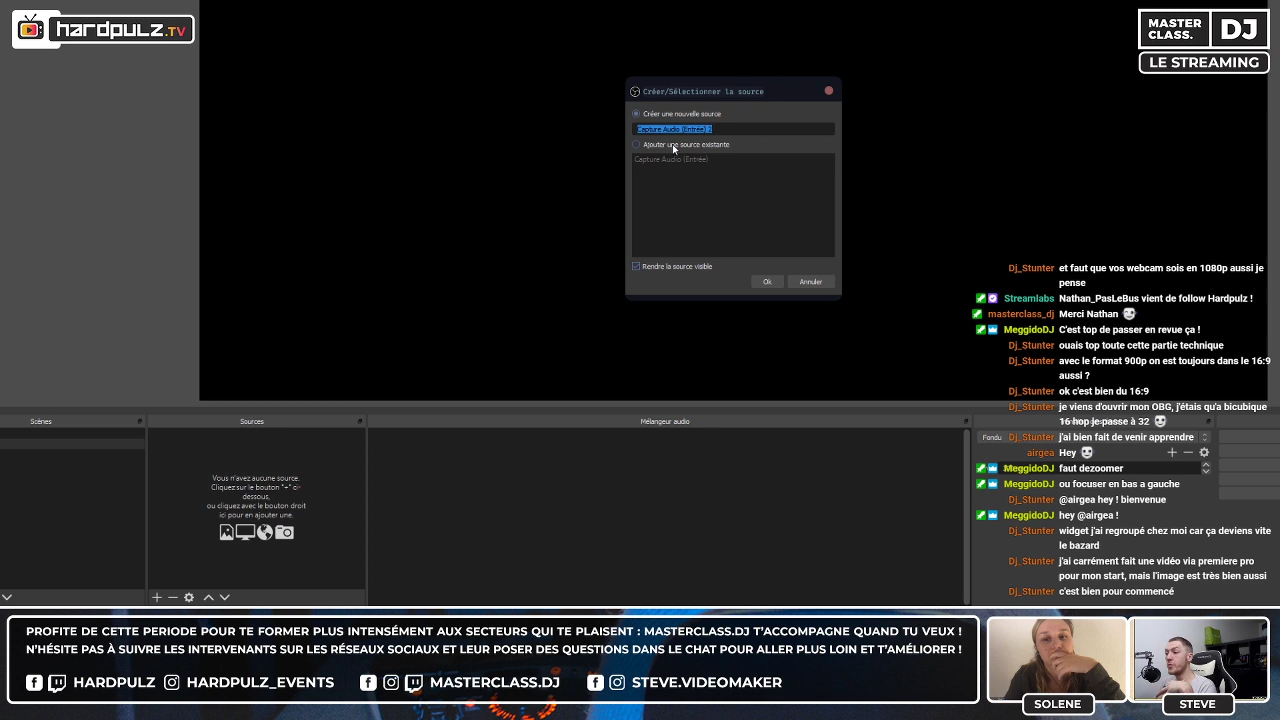 hardpulz.TV
MASTER
CLASS.
DJ
LE STREAMING
Créer/Sélectionner la source
Créer une nouvelle source
Capture Audio (Entrée) 2
Ajouter une source existante
Capture Audio (Entrée)
Rendre la source visible
Ok
Annuler
Dj_Stunter et faut que vos webcam sois en 1080p aussi je
pense
Streamlabs Nathan_PasLeBus vient de follow Hardpulz !
masterclass_dj Merci Nathan
MeggidoDJ C'est top de passer en revue ça !
Dj_Stunter ouais top toute cette partie technique
Dj_Stunter avec le format 900p on est toujours dans le 16:9
aussi ?
Dj_Stunter ok c'est bien du 16:9
Dj_Stunter je viens d'ouvrir mon OBG, j'étais qu'a bicubique
16 hop je passe à 32
Dj_Stunter j'ai bien fait de venir apprendre
airgea Hey
MeggidoDJ faut dezoomer
MeggidoDJ ou focuser en bas a gauche
Dj_Stunter @airgea hey ! bienvenue
MeggidoDJ hey @airgea !
Dj_Stunter widget j'ai regroupé chez moi car ça deviens vite
le bazard
Dj_Stunter j'ai carrément fait une vidéo via premiere pro
pour mon start, mais l'image est très bien aussi
Dj_Stunter c'est bien pour commencé
Fondu
Scènes
Sources
Mélangeur audio
Vous n'avez aucune source.
Cliquez sur le bouton "+" ci-
dessous,
ou cliquez avec le bouton droit
ici pour en ajouter une.
PROFITE DE CETTE PERIODE POUR TE FORMER PLUS INTENSÉMENT AUX SECTEURS QUI TE PLAISENT : MASTERCLASS.DJ T'ACCOMPAGNE QUAND TU VEUX !
N'HÉSITE PAS À SUIVRE LES INTERVENANTS SUR LES RÉSEAUX SOCIAUX ET LEUR POSER DES QUESTIONS DANS LE CHAT POUR ALLER PLUS LOIN ET T'AMÉLIORER !
HARDPULZ
HARDPULZ_EVENTS
MASTERCLASS.DJ
STEVE.VIDEOMAKER
SOLENE
STEVE